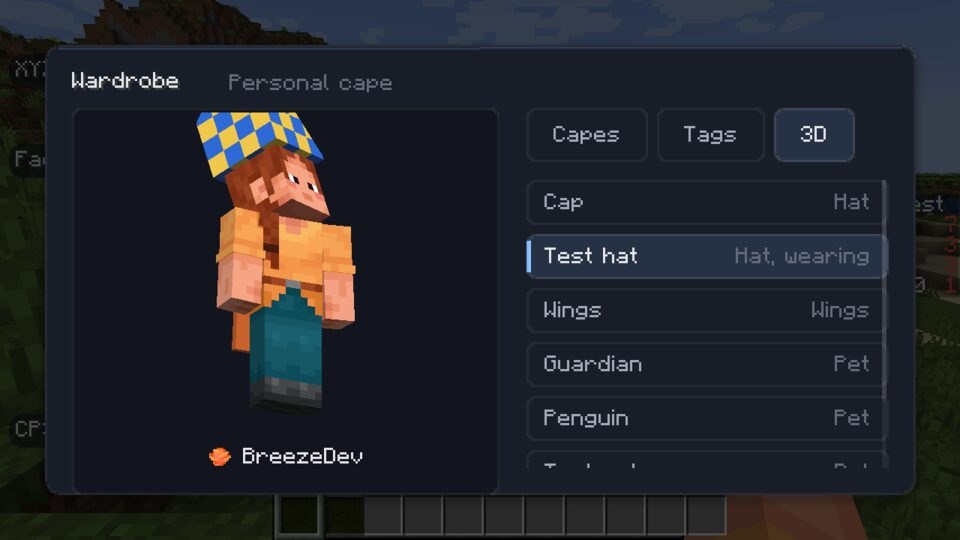 Wardrobe
Personal cape
Capes
Tags
3D
Cap
Hat
Test hat
Hat, wearing
Wings
Wings
Guardian
Pet
Penguin
Pet
BreezeDev